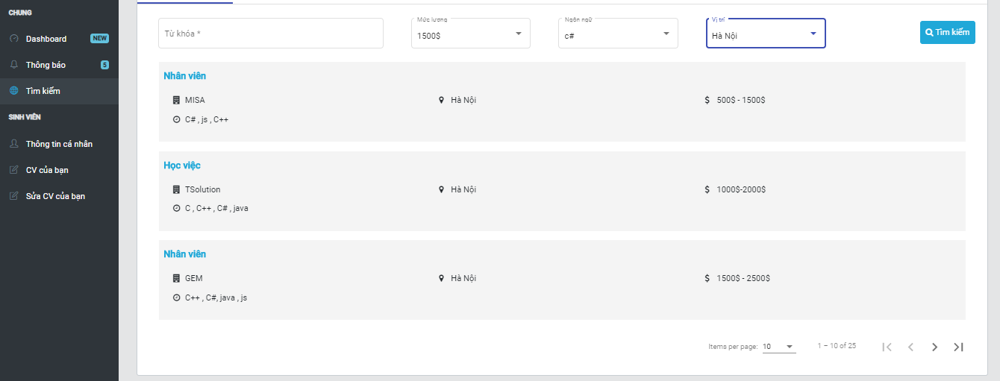 CHUNG
Dashboard NEW
Thông báo 5
Tìm kiếm
SINH VIÊN
Thông tin cá nhân
CV của bạn
Sửa CV của bạn
Từ khóa *
Mức lương
1500$
Ngôn ngữ
c#
Vị trí
Hà Nội
Tìm kiếm
Nhân viên
MISA Hà Nội 500$ - 1500$
C# , js , C++
Học việc
TSolution Hà Nội 1000$-2000$
C , C++ , C# , java
Nhân viên
GEM Hà Nội 1500$ - 2500$
C++ , C#, java , js
Items per page: 10 1 – 10 of 25